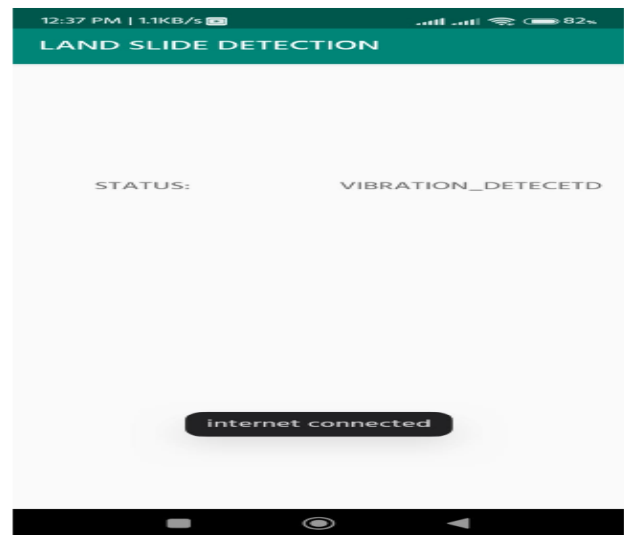 12:37 PM | 1.1KB/s 82%
LAND SLIDE DETECTION
STATUS: VIBRATION_DETECETD
internet connected